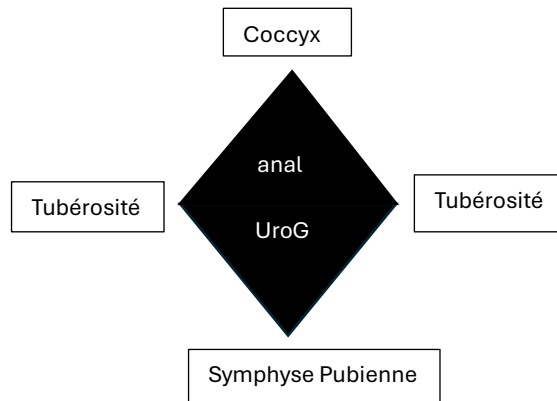 Coccyx
anal
Tubérosité
Tubérosité
UroG
Symphyse Pubienne